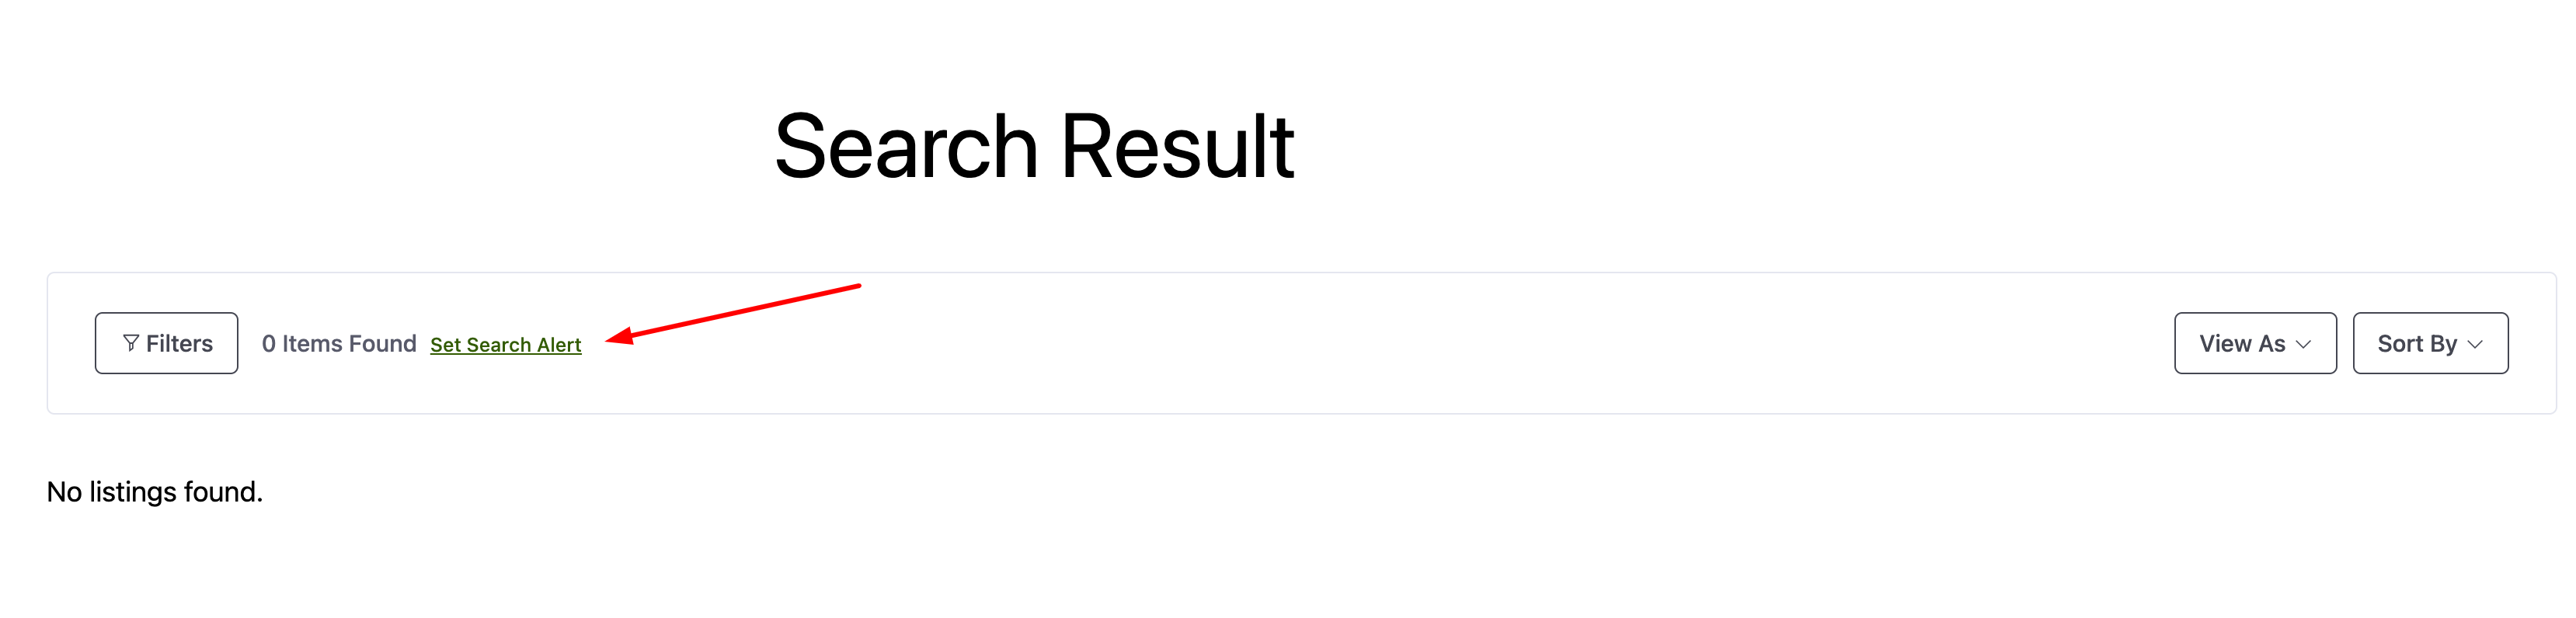 Search Result
Filters 0 Items Found Set Search Alert View As Sort By
No listings found.